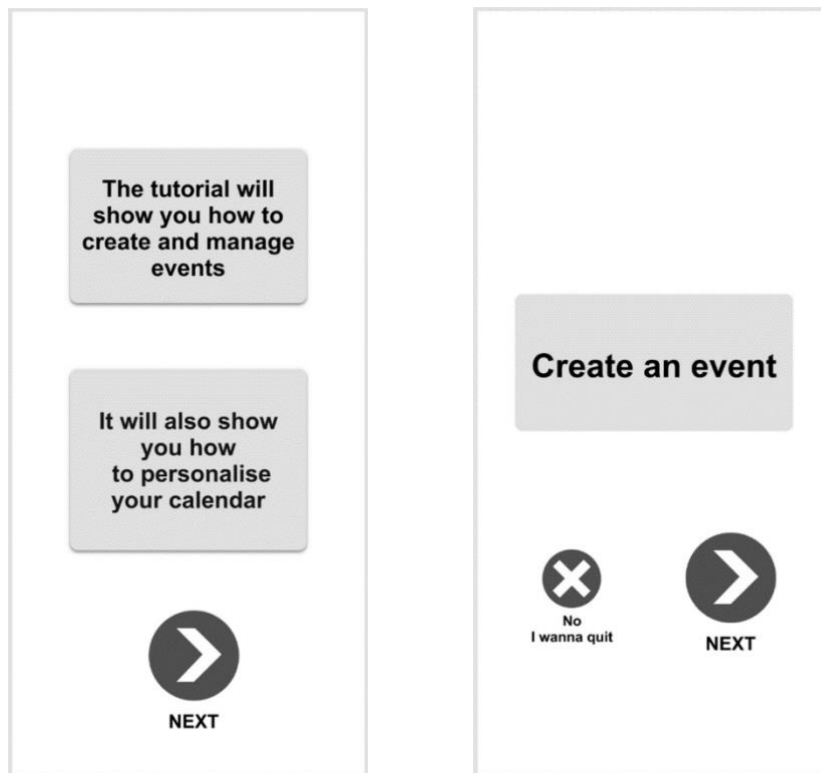 The tutorial will
show you how to
create and manage
events
It will also show
you how
to personalise
your calendar
NEXT
Create an event
No
I wanna quit
NEXT